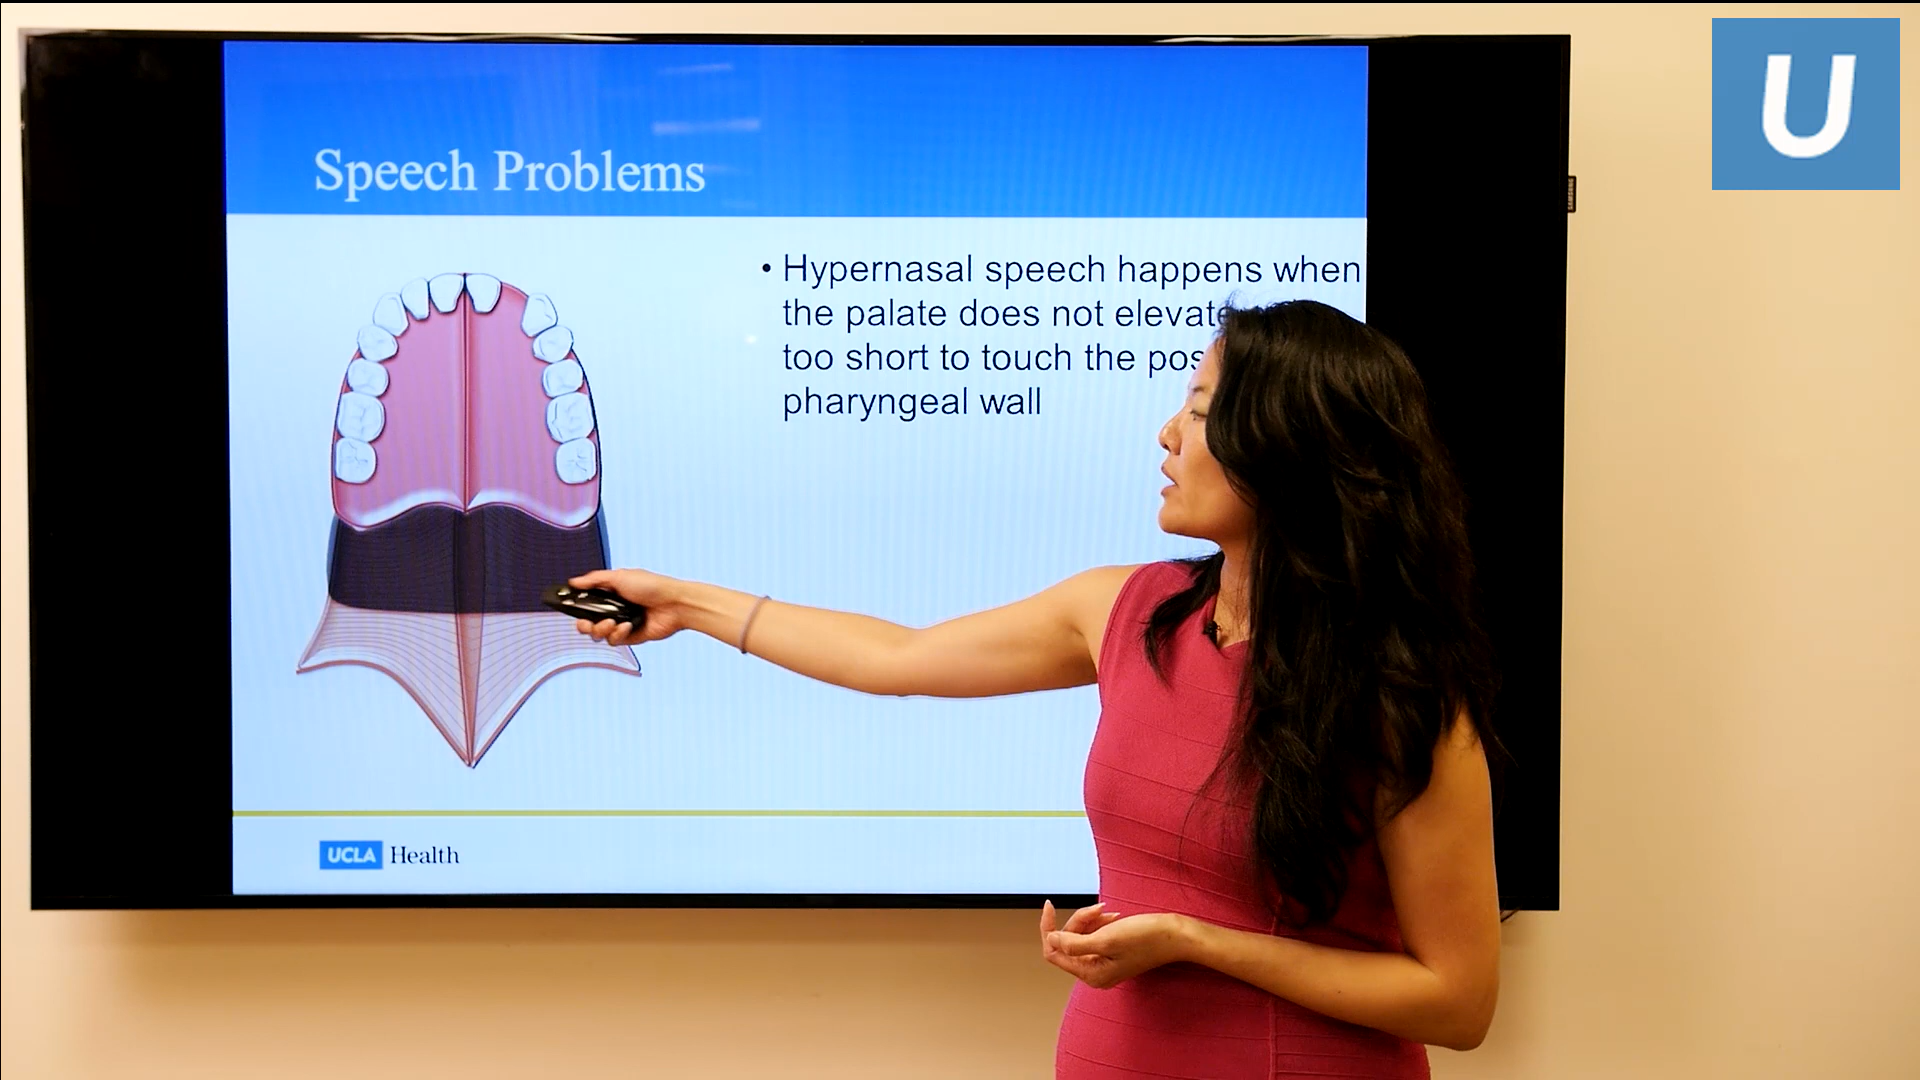 U
Speech Problems
• Hypernasal speech happens when
the palate does not elevate
too short to touch the
pharyngeal wall
UCLA Health
SAMSUNG